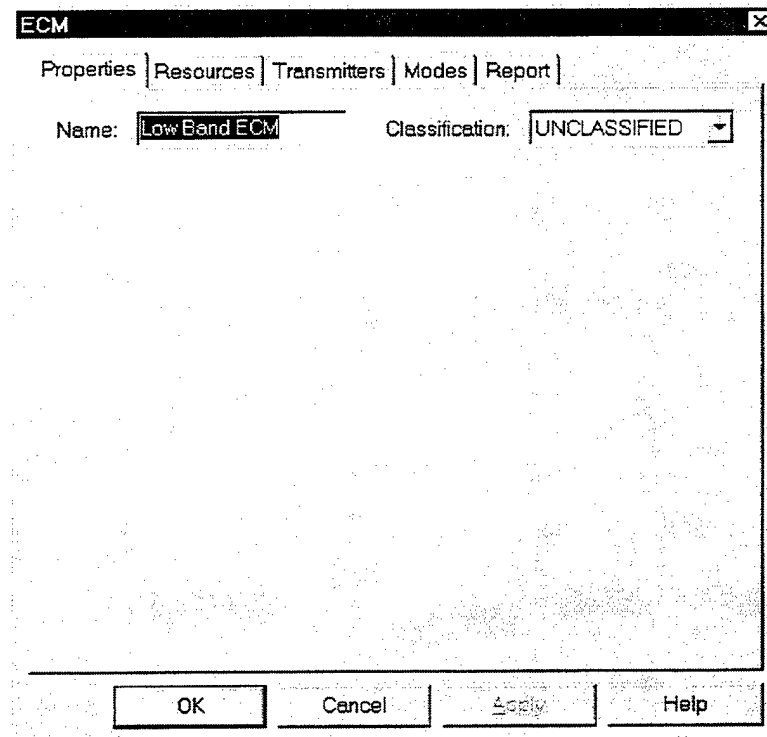 ECM
Properties Resources Transmitters Modes Report
Name: Low Band ECM Classification: UNCLASSIFIED
OK Cancel Apply Help